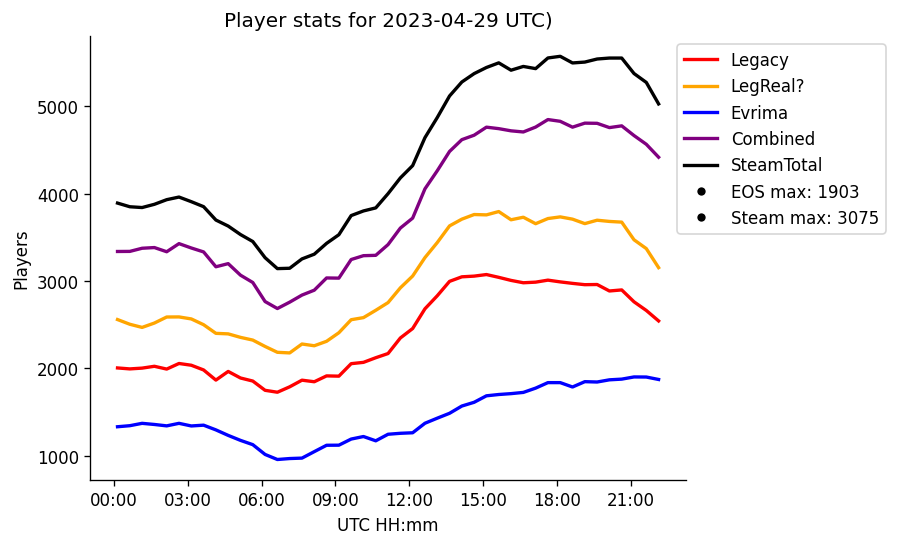 Player stats for 2023-04-29 UTC)
Players
5000
4000
3000
2000
1000
00:00 03:00 06:00 09:00 12:00 15:00 18:00 21:00
UTC HH:mm
Legacy
LegReal?
Evrima
Combined
SteamTotal
EOS max: 1903
Steam max: 3075